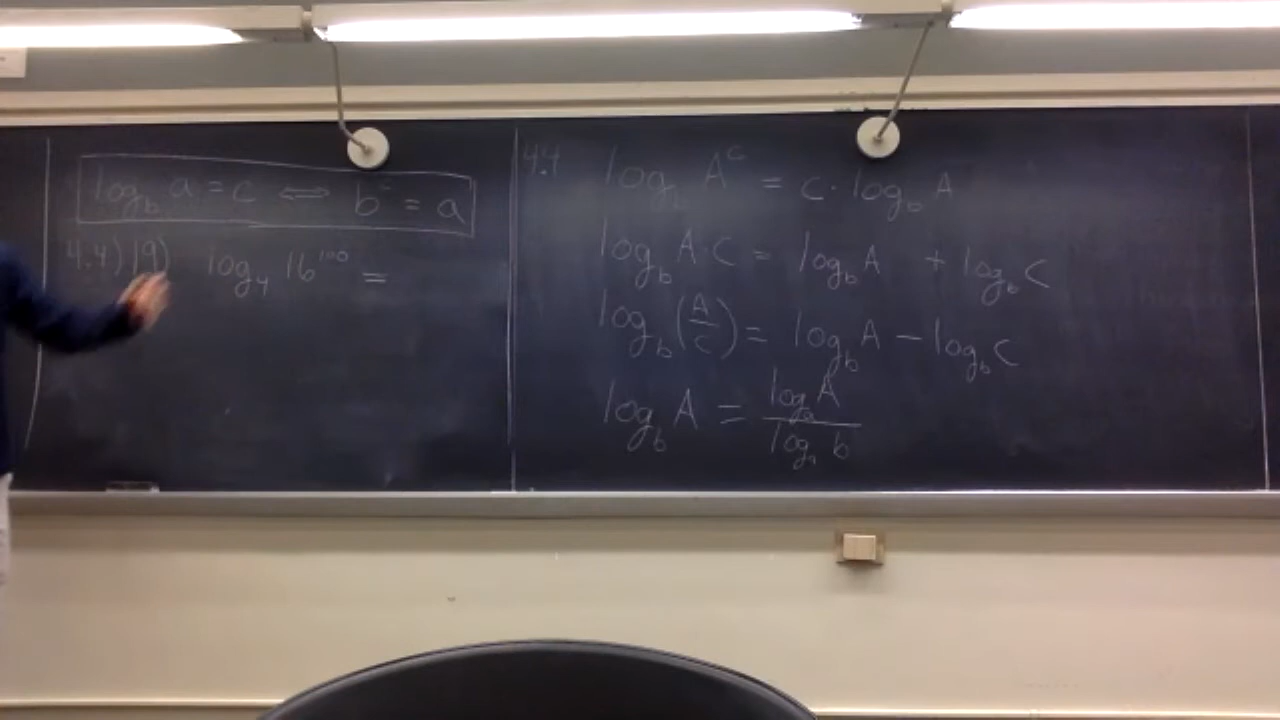 log_b a = c ⟺ b^c = a
4.4) 19) log_4 16^100 =
4.4 log_b A^c = c · log_b A
log_b A·C = log_b A + log_b C
log_b (A/C) = log_b A − log_b C
log_b A = log_a A / log_a b